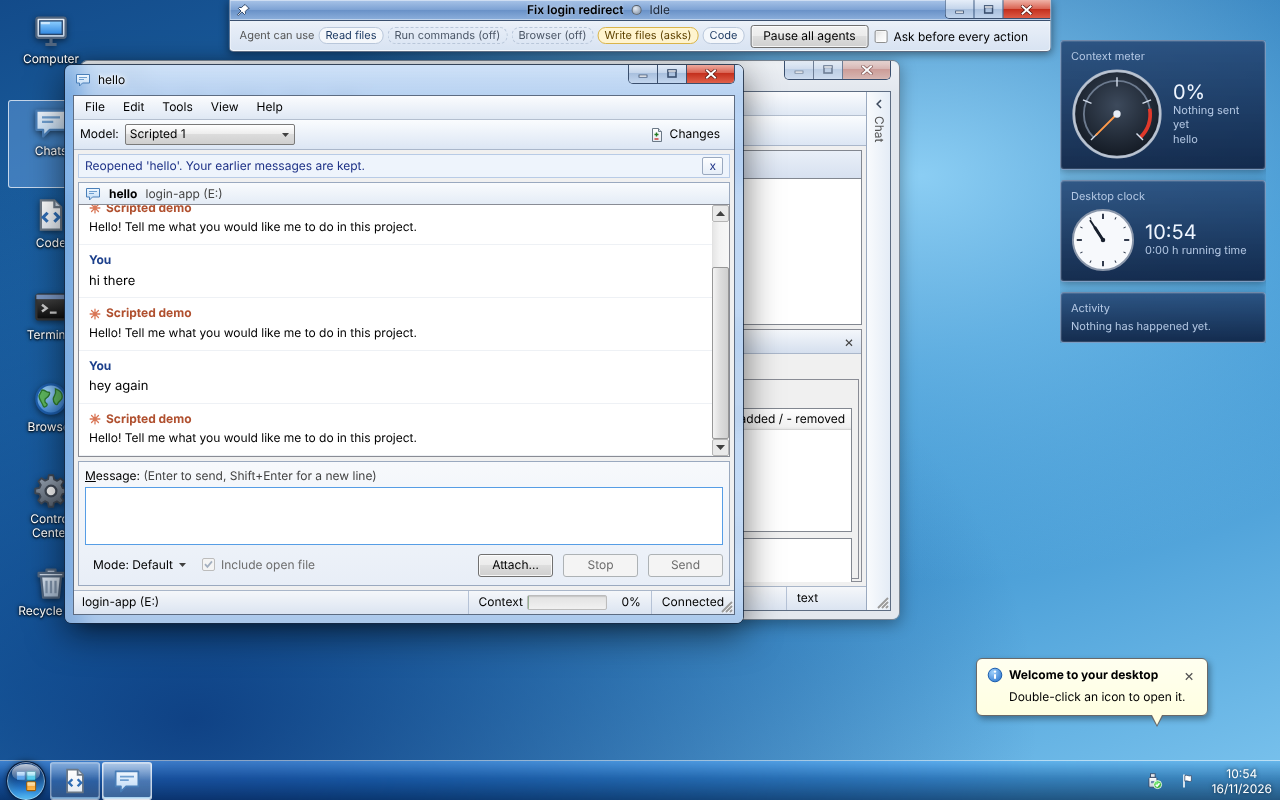 Fix login redirect Idle
Agent can use Read files Run commands (off) Browser (off) Write files (asks) Code Pause all agents Ask before every action
Computer
Chats
Code
Control
Recycle
hello
File Edit Tools View Help
Model: Scripted 1 Changes
Reopened 'hello'. Your earlier messages are kept. x
hello login-app (E:)
Scripted demo
Hello! Tell me what you would like me to do in this project.
You
hi there
Scripted demo
Hello! Tell me what you would like me to do in this project.
You
hey again
Scripted demo
Hello! Tell me what you would like me to do in this project.
Message: (Enter to send, Shift+Enter for a new line)
Mode: Default Include open file Attach... Stop Send
login-app (E:) Context 0% Connected
Chat
added / - removed
text
Context meter
0%
Nothing sent
yet
hello
Desktop clock
10:54
0:00 h running time
Activity
Nothing has happened yet.
Welcome to your desktop
Double-click an icon to open it.
10:54
16/11/2026